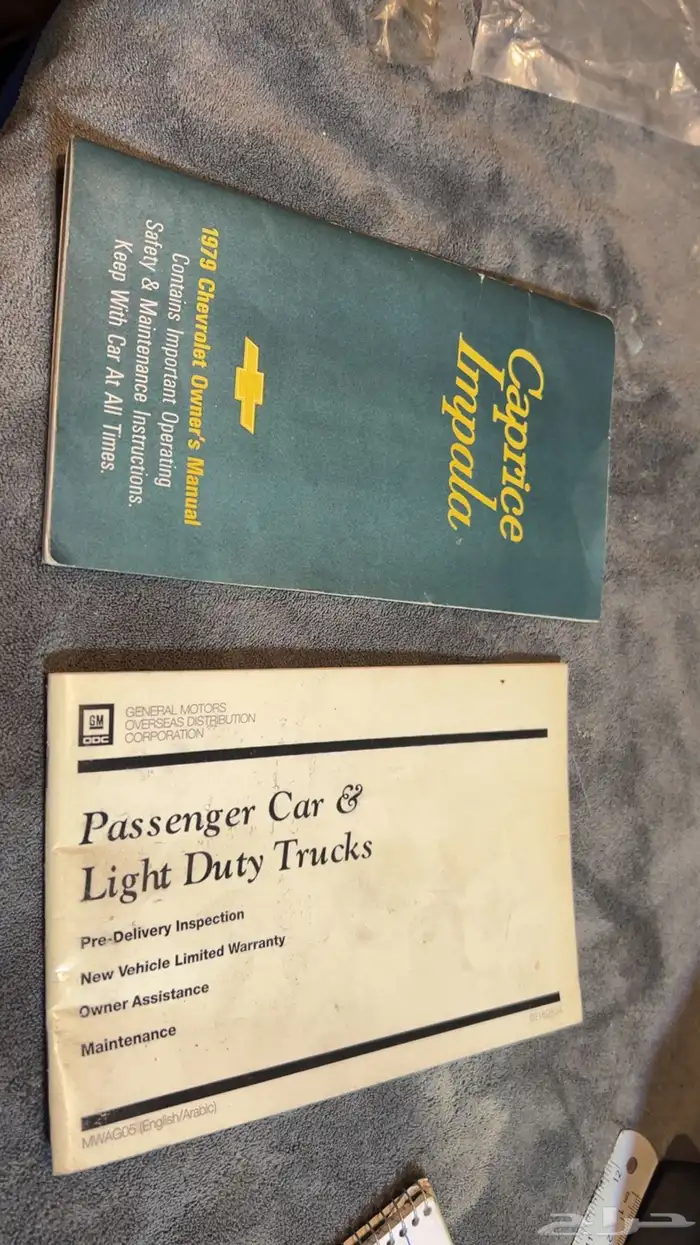 Caprice
Impala
1979 Chevrolet Owner's Manual
Contains Important Operating
Safety & Maintenance Instructions.
Keep With Car At All Times.
GM
ODC
GENERAL MOTORS
OVERSEAS DISTRIBUTION
CORPORATION
Passenger Car &
Light Duty Trucks
Pre-Delivery Inspection
New Vehicle Limited Warranty
Owner Assistance
Maintenance
MWAG05 (English/Arabic)
12
حراج